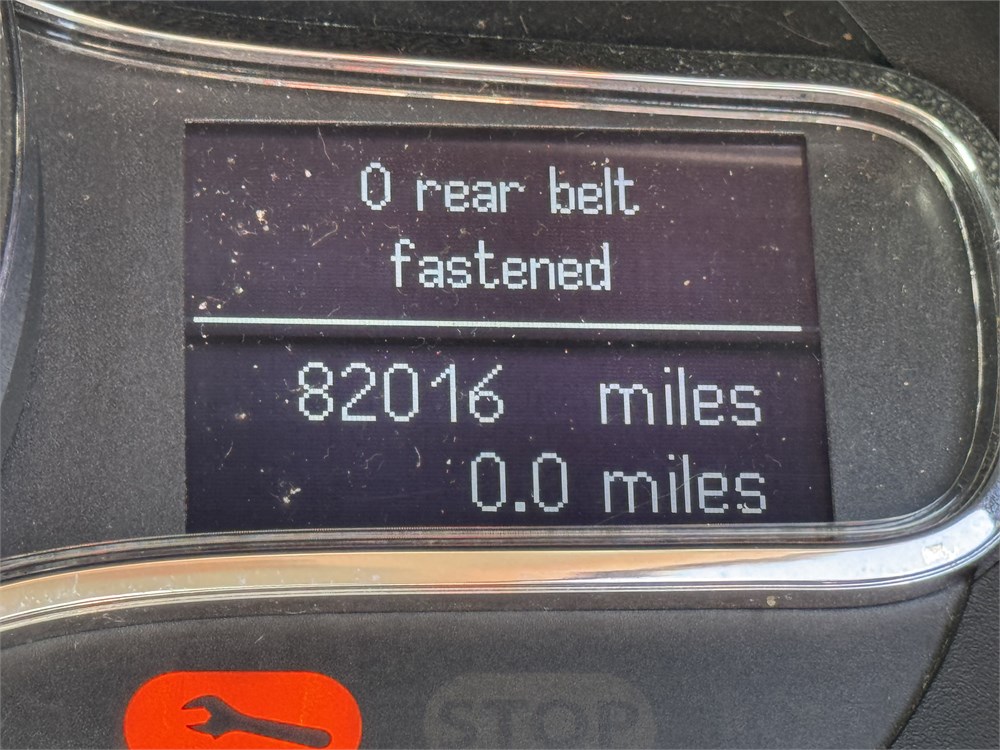 0 rear belt
fastened
82016 miles
0.0 miles
STOP